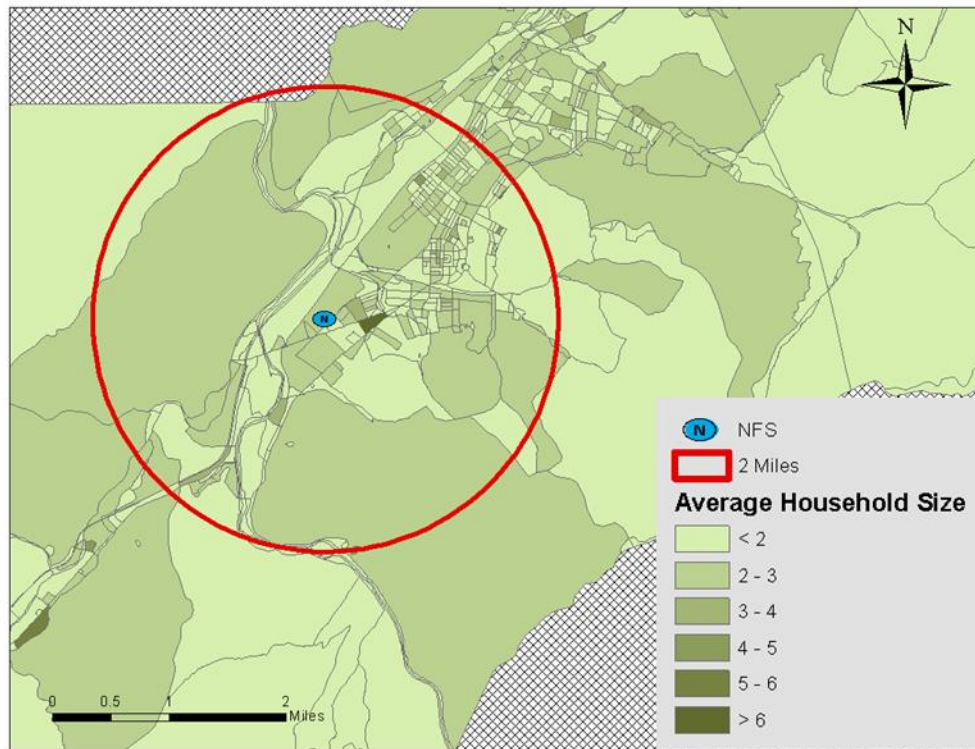 N
N
N NFS
2 Miles
Average Household Size
< 2
2 - 3
3 - 4
4 - 5
5 - 6
> 6
0 0.5 1 2
Miles